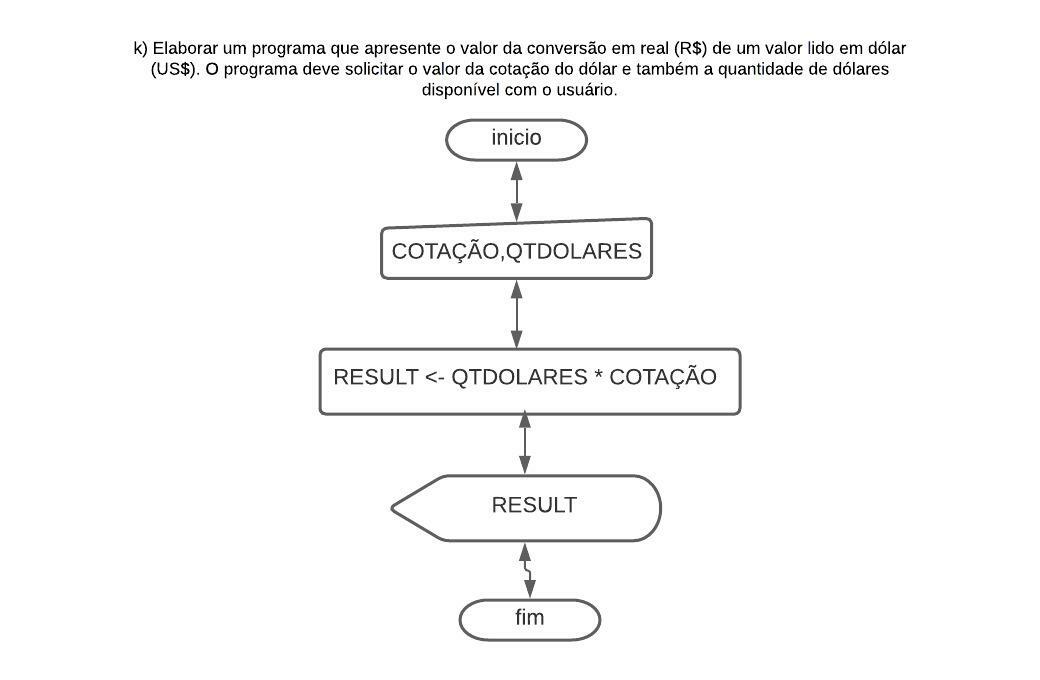 k) Elaborar um programa que apresente o valor da conversão em real (R$) de um valor lido em dólar
(US$). O programa deve solicitar o valor da cotação do dólar e também a quantidade de dólares
disponível com o usuário.
inicio
COTAÇÃO,QTDOLARES
RESULT <- QTDOLARES * COTAÇÃO
RESULT
fim